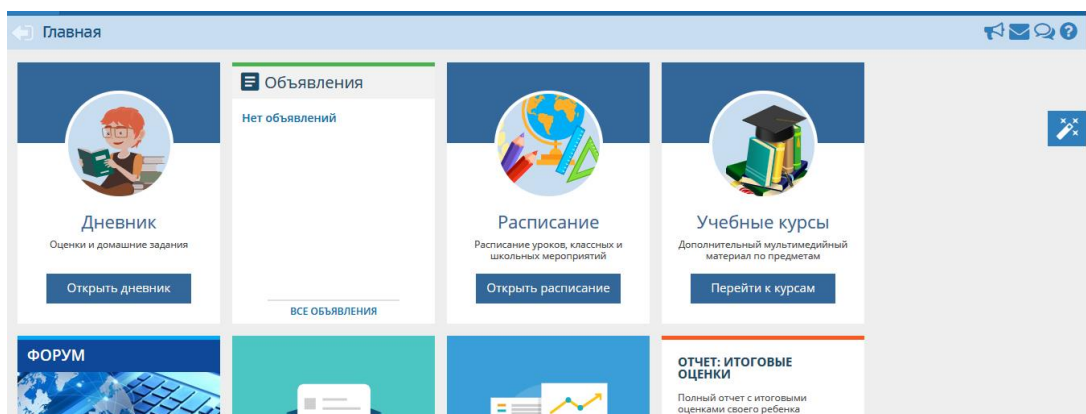 Главная
Дневник
Оценки и домашние задания
Открыть дневник
Объявления
Нет объявлений
ВСЕ ОБЪЯВЛЕНИЯ
Расписание
Расписание уроков, классных и
школьных мероприятий
Открыть расписание
Учебные курсы
Дополнительный мультимедийный
материал по предметам
Перейти к курсам
ФОРУМ
ОТЧЕТ: ИТОГОВЫЕ
ОЦЕНКИ
Полный отчет с итоговыми
оценками своего ребенка